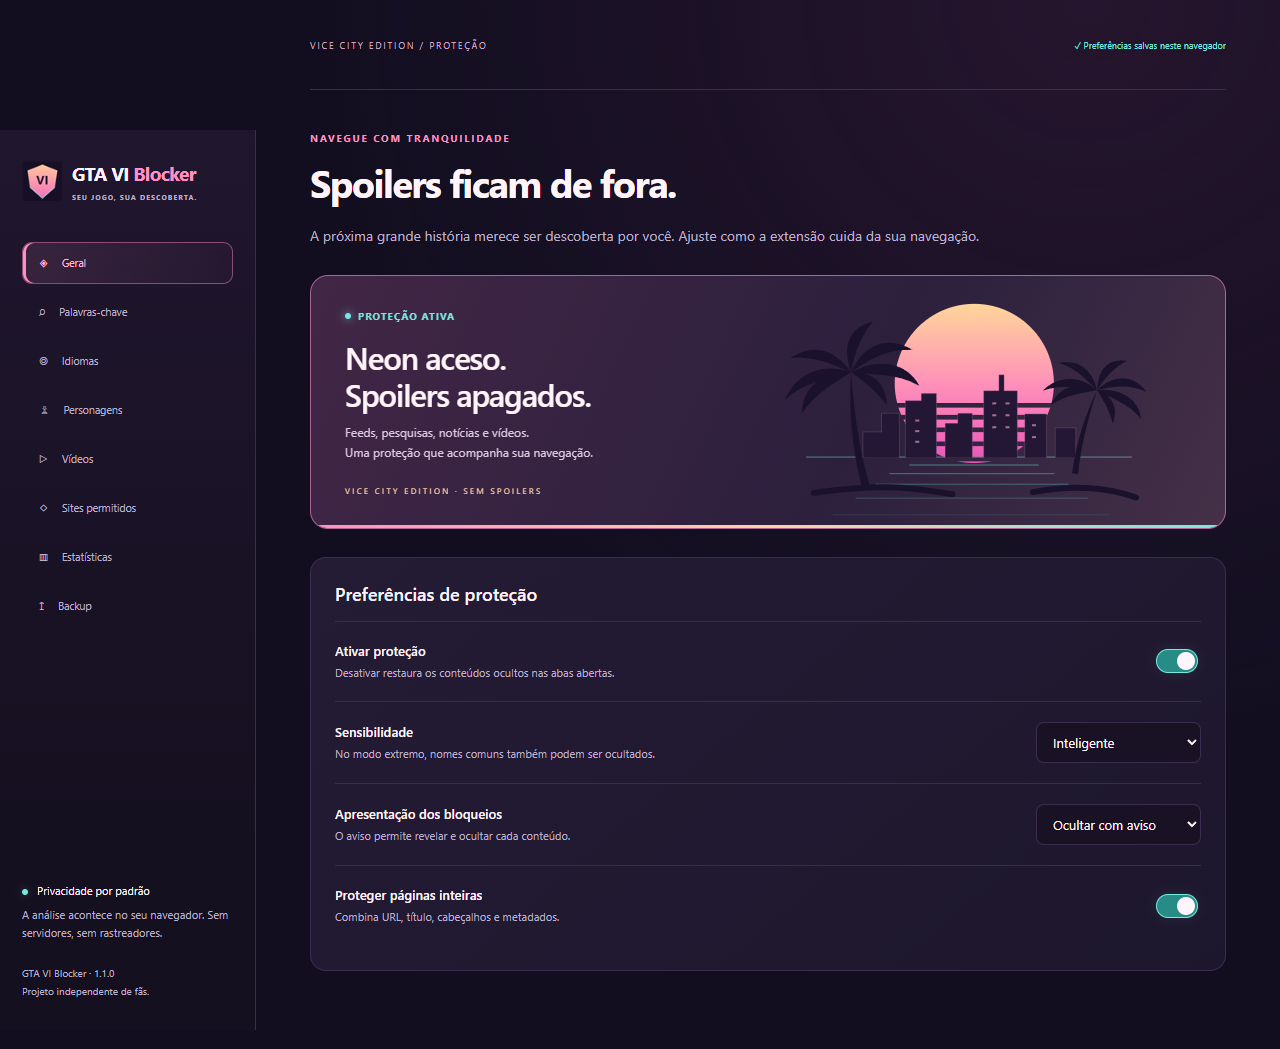 VICE CITY EDITION / PROTEÇÃO
✓ Preferências salvas neste navegador
VI
GTA VI Blocker
SEU JOGO, SUA DESCOBERTA.
Geral
Palavras-chave
Idiomas
Personagens
Vídeos
Sites permitidos
Estatísticas
Backup
Privacidade por padrão
A análise acontece no seu navegador. Sem
servidores, sem rastreadores.
GTA VI Blocker · 1.1.0
Projeto independente de fãs.
NAVEGUE COM TRANQUILIDADE
Spoilers ficam de fora.
A próxima grande história merece ser descoberta por você. Ajuste como a extensão cuida da sua navegação.
PROTEÇÃO ATIVA
Neon aceso.
Spoilers apagados.
Feeds, pesquisas, notícias e vídeos.
Uma proteção que acompanha sua navegação.
VICE CITY EDITION · SEM SPOILERS
Preferências de proteção
Ativar proteção
Desativar restaura os conteúdos ocultos nas abas abertas.
Sensibilidade
No modo extremo, nomes comuns também podem ser ocultados.
Inteligente
Apresentação dos bloqueios
O aviso permite revelar e ocultar cada conteúdo.
Ocultar com aviso
Proteger páginas inteiras
Combina URL, título, cabeçalhos e metadados.